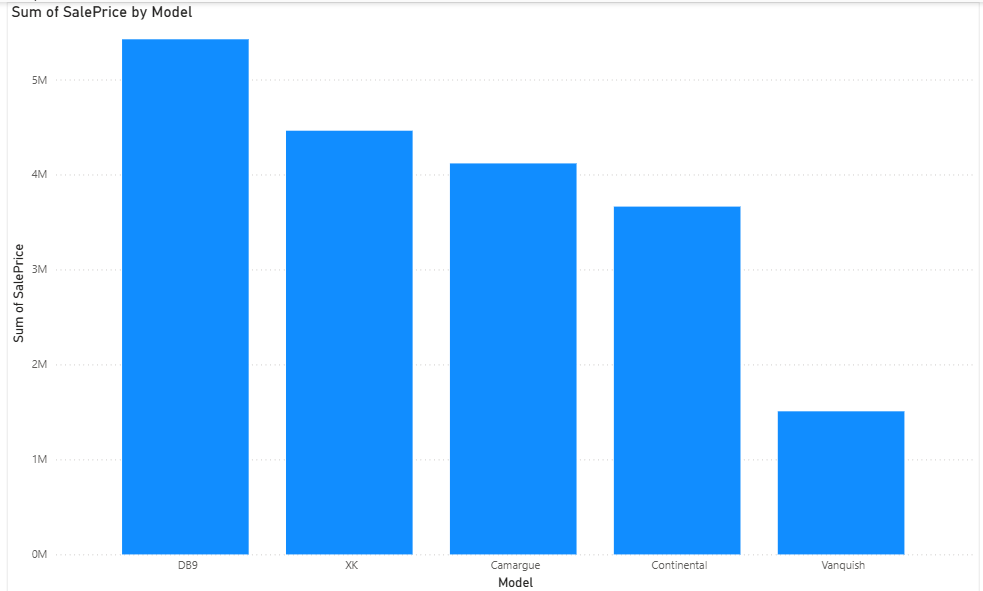 Sum of SalePrice by Model
5M
4M
3M
2M
1M
0M
Sum of SalePrice
DB9 XK Camargue Continental Vanquish
Model